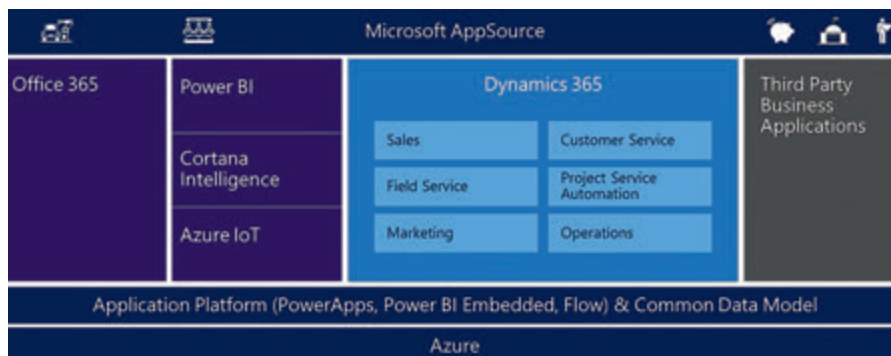 Microsoft AppSource
Office 365
Power BI
Cortana
Intelligence
Azure IoT
Dynamics 365
Sales
Customer Service
Field Service
Project Service
Automation
Marketing
Operations
Third Party
Business
Applications
Application Platform (PowerApps, Power BI Embedded, Flow) & Common Data Model
Azure